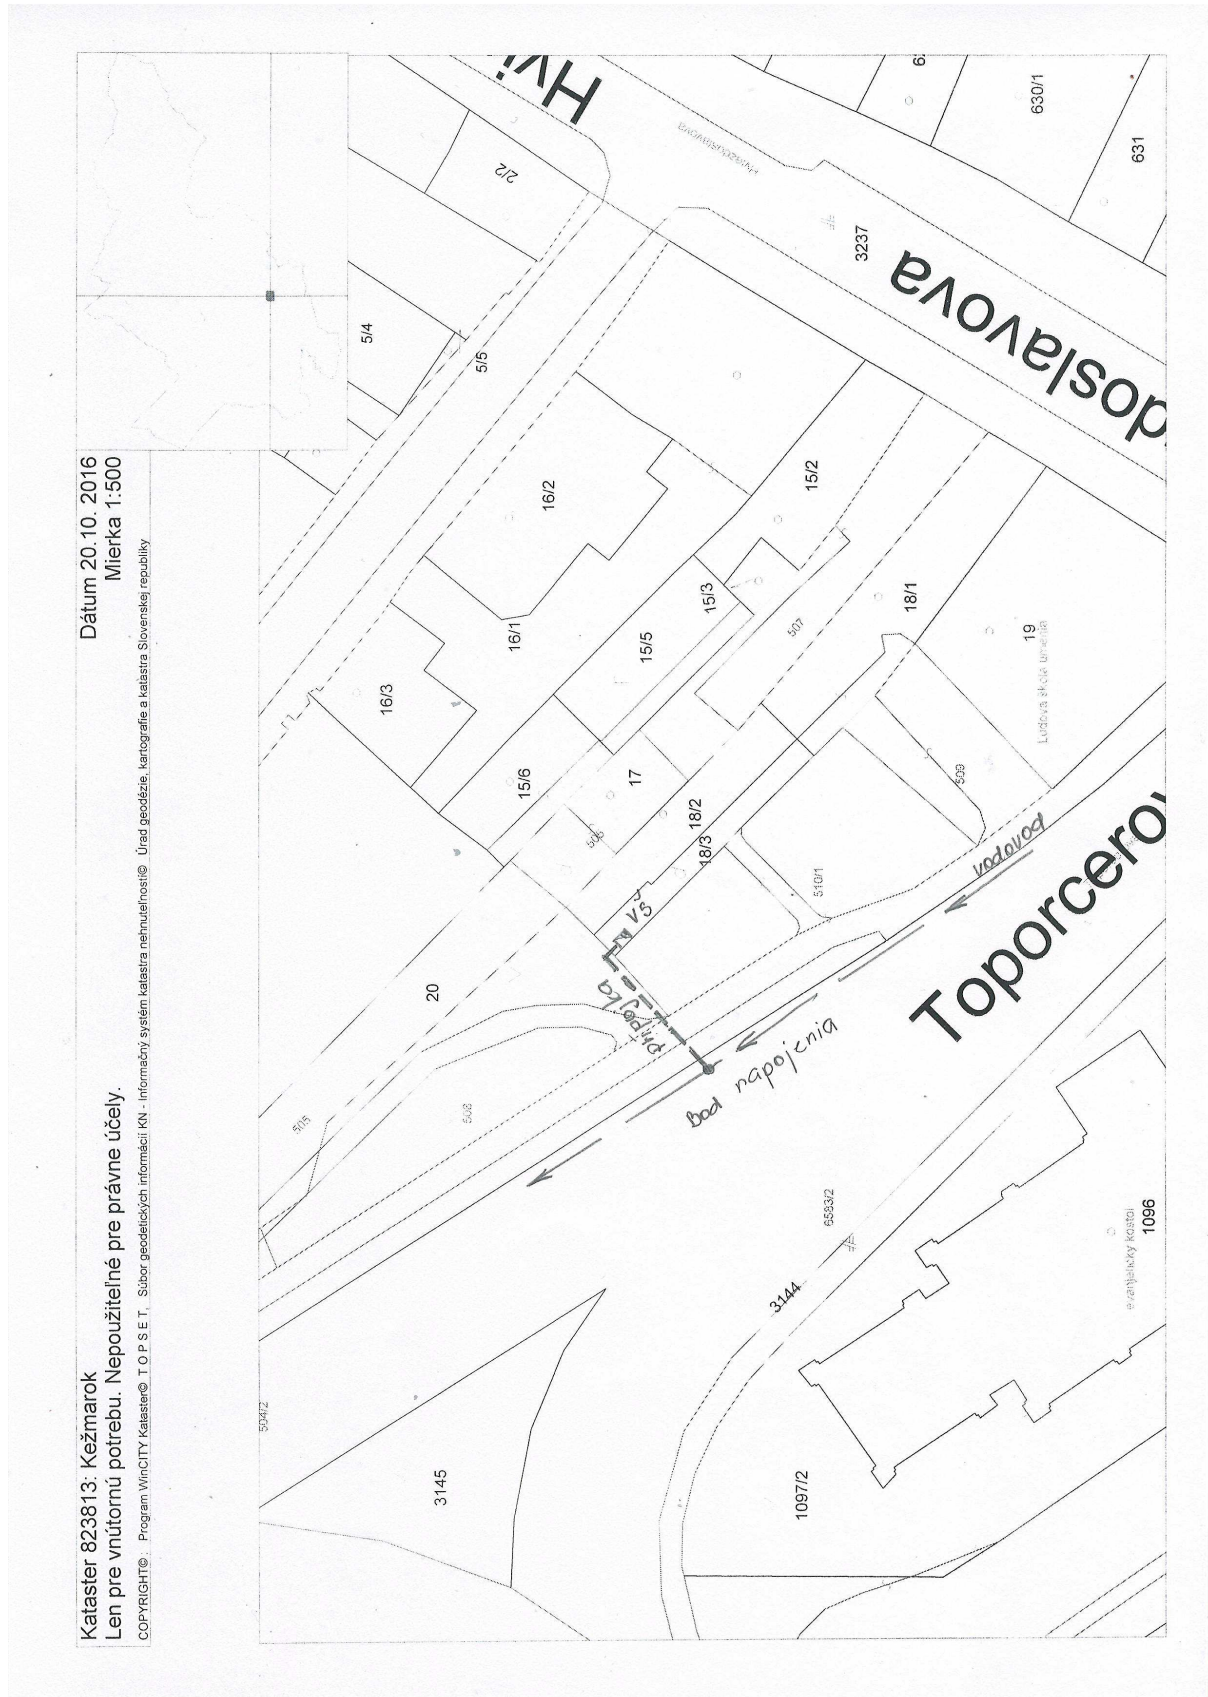 Kataster 823813: Kežmarok
Dátum 20.10. 2016
Len pre vnútornú potrebu. Nepoužiteľné pre právne účely.
Mierka 1:500
COPYRIGHT© : Program WinCITY Kataster© T O P S E T, Súbor geodetických informácií KN - Informačný systém katastra nehnuteľností© Úrad geodézie, kartografie a katastra Slovenskej republiky
504/2
505
508
20
5/4
5/5
2/2
Hvi
630/1
631
3237
doslavova
16/3
16/1
16/2
15/6
15/5
15/3
15/2
17
506
18/2
18/3
507
18/1
19
Ludova skola umenia
509
510/1
VŠ
prípojka
vodovod
Bod napojenia
Toporcerov
3145
6583/2
3144
1097/2
evanjelický kostol
1096